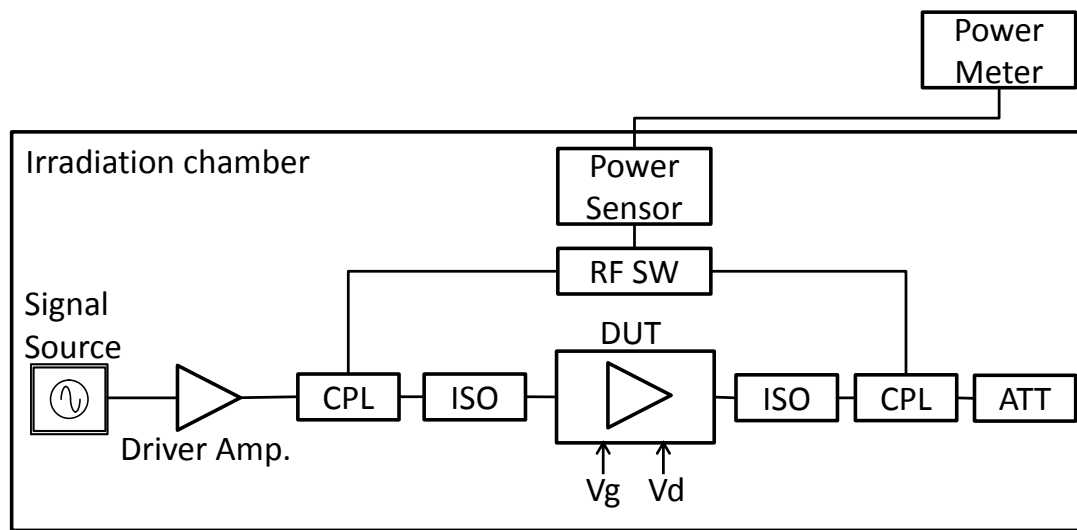 Power
Meter
Irradiation chamber
Power
Sensor
RF SW
Signal
Source
DUT
CPL
ISO
ISO
CPL
ATT
Driver Amp.
Vg
Vd